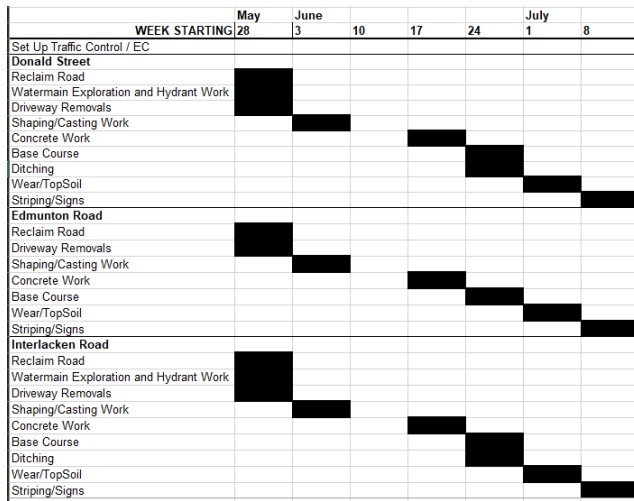 May June July
WEEK STARTING 28 3 10 17 24 1 8
Set Up Traffic Control / EC
Donald Street
Reclaim Road
Watermain Exploration and Hydrant Work
Driveway Removals
Shaping/Casting Work
Concrete Work
Base Course
Ditching
Wear/TopSoil
Striping/Signs
Edmunton Road
Reclaim Road
Driveway Removals
Shaping/Casting Work
Concrete Work
Base Course
Wear/TopSoil
Striping/Signs
Interlacken Road
Reclaim Road
Watermain Exploration and Hydrant Work
Driveway Removals
Shaping/Casting Work
Concrete Work
Base Course
Ditching
Wear/TopSoil
Striping/Signs